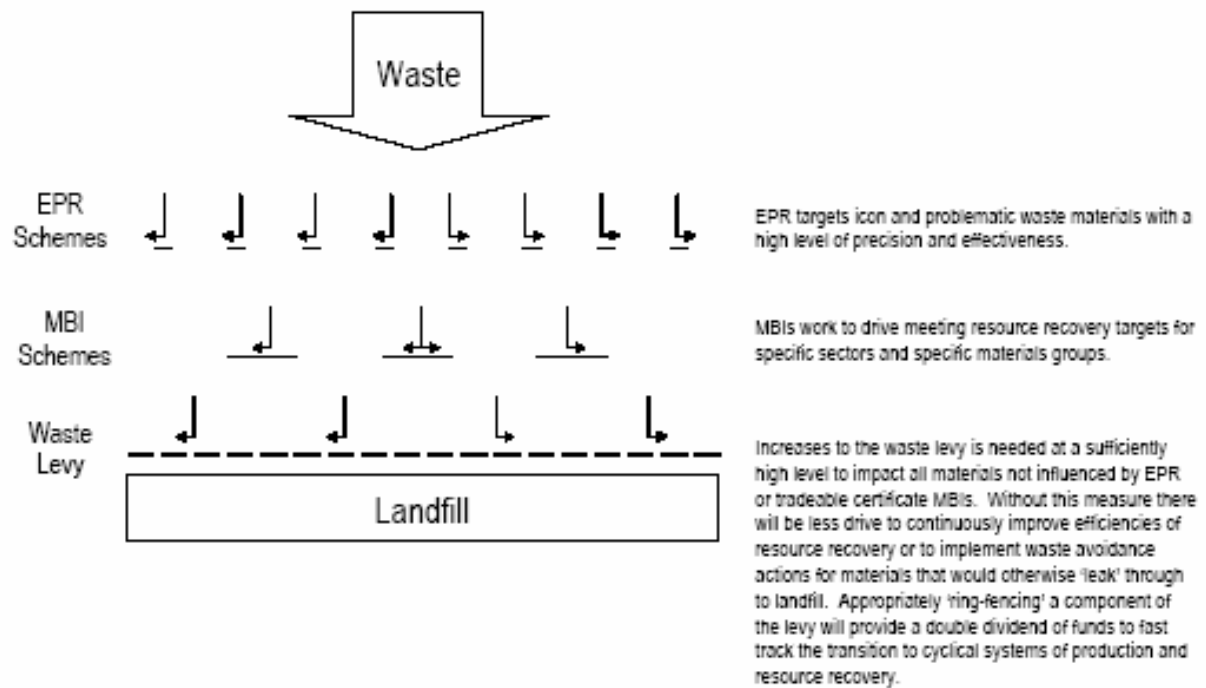 Waste
EPR
Schemes
EPR targets icon and problematic waste materials with a
high level of precision and effectiveness.
MBI
Schemes
MBIs work to drive meeting resource recovery targets for
specific sectors and specific materials groups.
Waste
Levy
Landfill
Increases to the waste levy is needed at a sufficiently
high level to impact all materials not influenced by EPR
or tradeable certificate MBIs. Without this measure there
will be less drive to continuously improve efficiencies of
resource recovery or to implement waste avoidance
actions for materials that would otherwise 'leak' through
to landfill. Appropriately 'ring-fencing' a component of
the levy will provide a double dividend of funds to fast
track the transition to cyclical systems of production and
resource recovery.